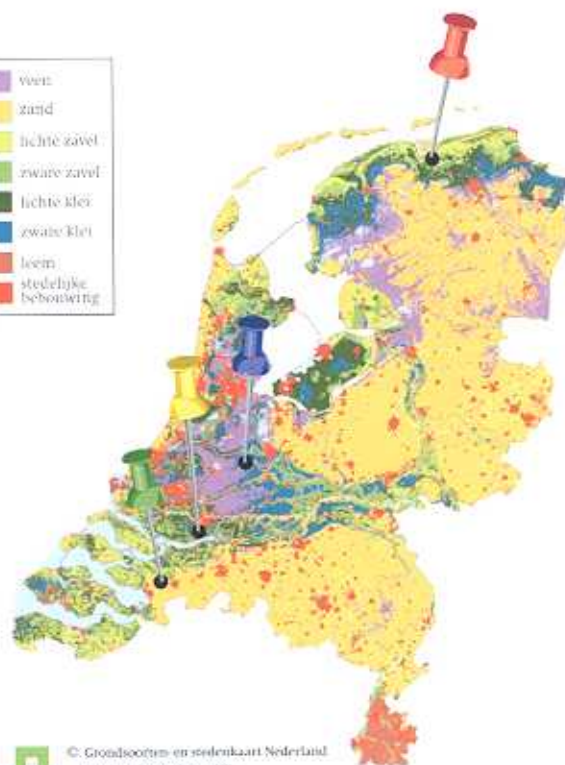 veen
zand
lichte zavel
zware zavel
lichte klei
zware klei
leem
stedelijke
bebouwing
©. Grondsoorten- en stedenkaart Nederland